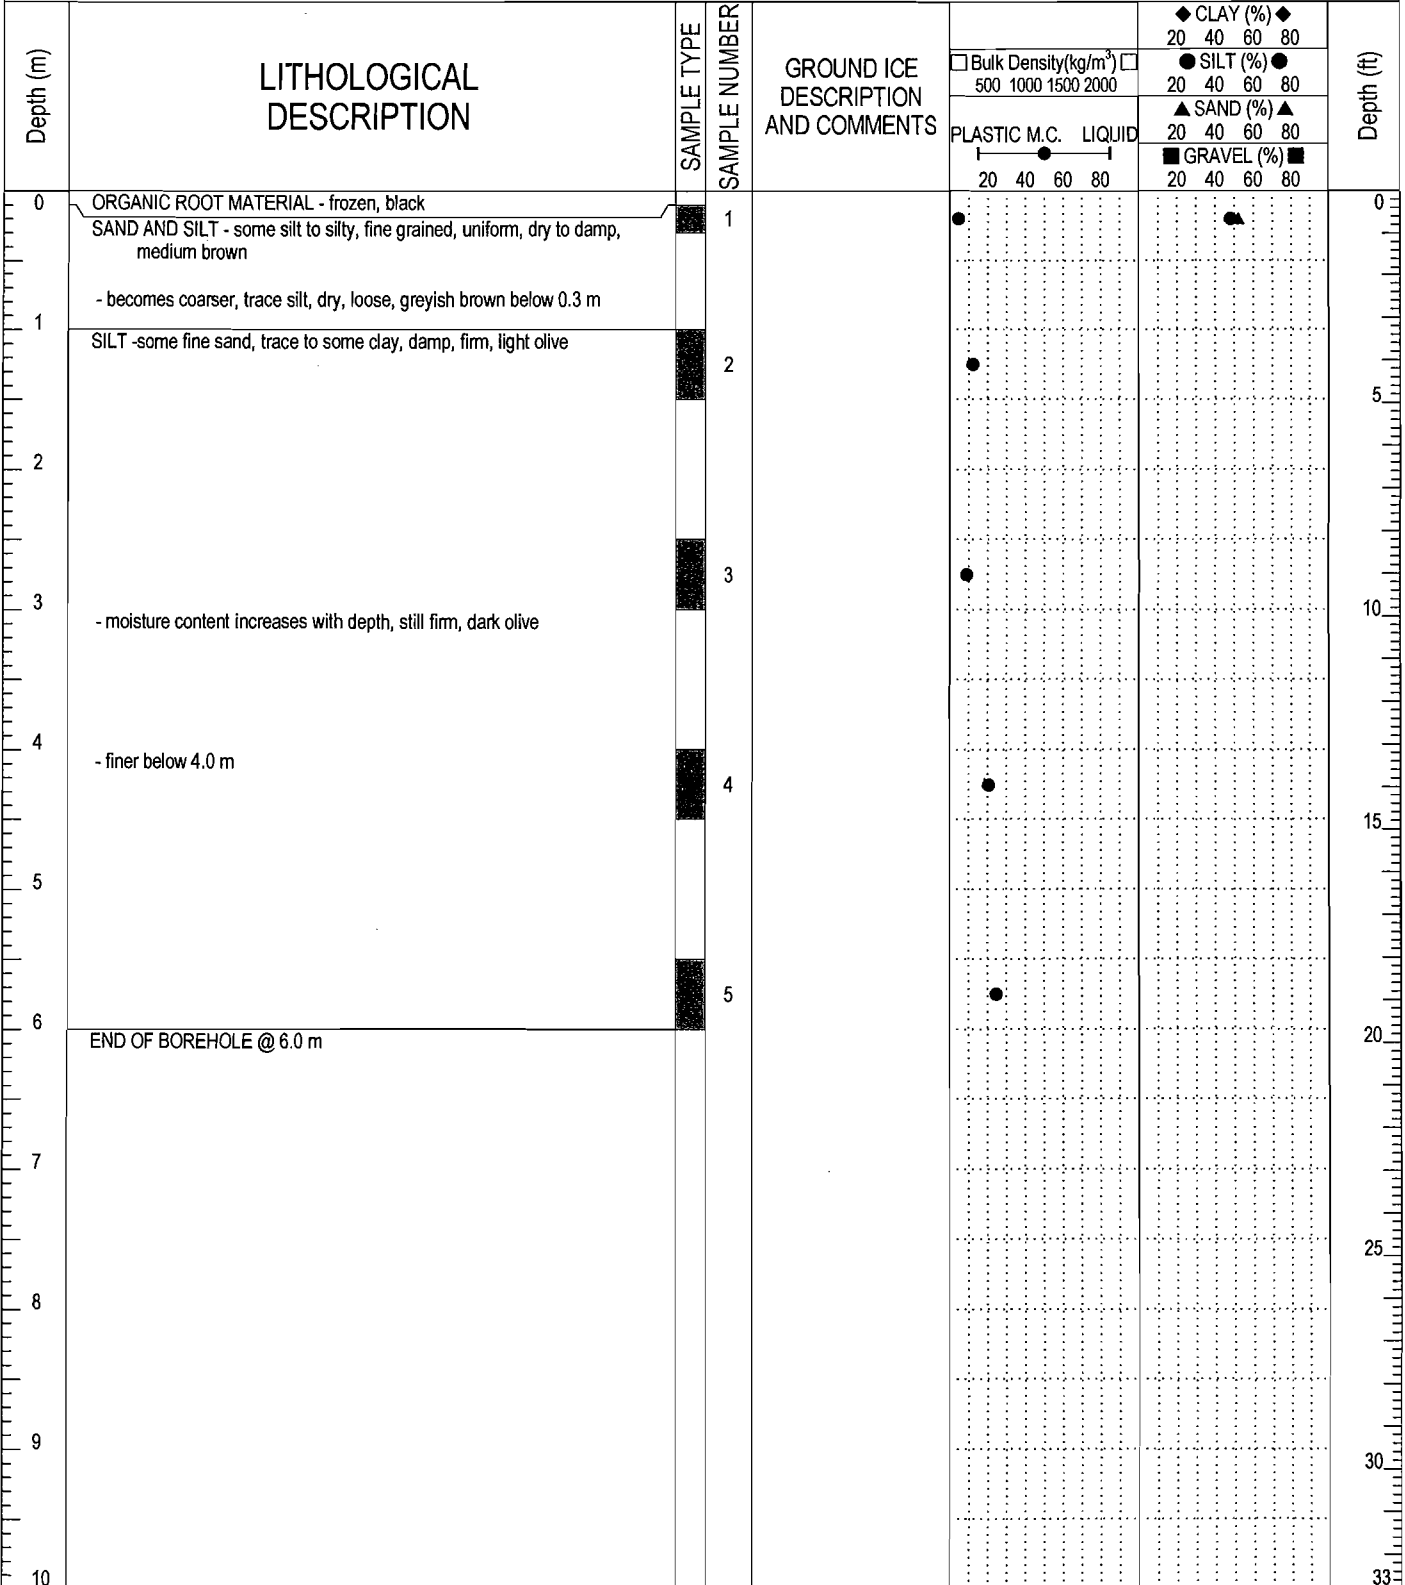 Depth (m)
LITHOLOGICAL
DESCRIPTION
SAMPLE TYPE
SAMPLE NUMBER
GROUND ICE
DESCRIPTION
AND COMMENTS
□ Bulk Density(kg/m³) □
500 1000 1500 2000
PLASTIC M.C. LIQUID
20 40 60 80
◆ CLAY (%) ◆
20 40 60 80
● SILT (%) ●
20 40 60 80
▲ SAND (%) ▲
20 40 60 80
■ GRAVEL (%) ■
20 40 60 80
Depth (ft)
0
ORGANIC ROOT MATERIAL - frozen, black
1
0
SAND AND SILT - some silt to silty, fine grained, uniform, dry to damp,
medium brown
- becomes coarser, trace silt, dry, loose, greyish brown below 0.3 m
1
SILT -some fine sand, trace to some clay, damp, firm, light olive
2
5
2
3
3
10
- moisture content increases with depth, still firm, dark olive
4
- finer below 4.0 m
4
15
5
5
6
END OF BOREHOLE @ 6.0 m
20
7
25
8
9
30
10
33